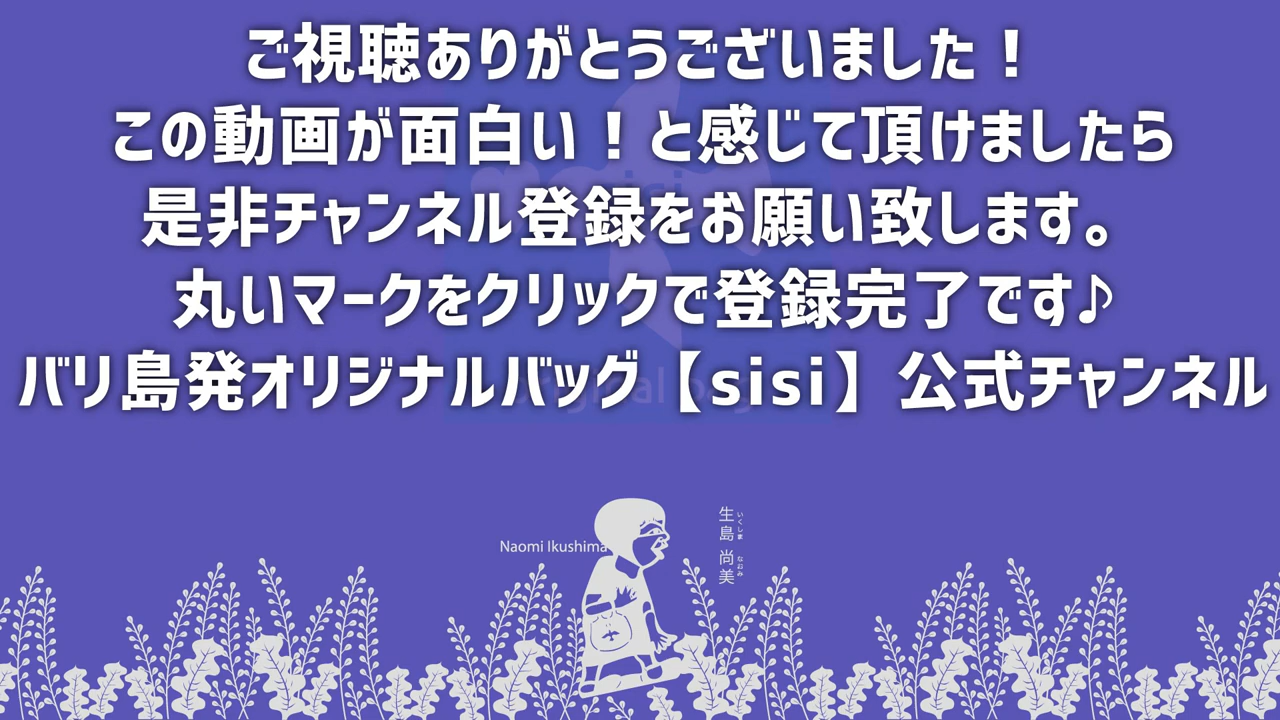 ご視聴ありがとうございました！
この動画が面白い！と感じて頂けましたら
是非チャンネル登録をお願い致します。
丸いマークをクリックで登録完了です♪
バリ島発オリジナルバッグ【sisi】公式チャンネル
sisi
original bag
Naomi Ikushima
生島 尚美
いくしま なおみ